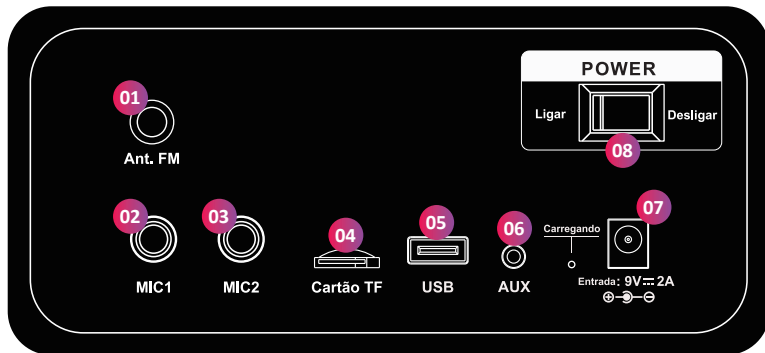 POWER
Ligar
Desligar
08
01
Ant. FM
02
03
04
05
06
07
Carregando
MIC1
MIC2
Cartão TF
USB
AUX
Entrada: 9V⎓2A